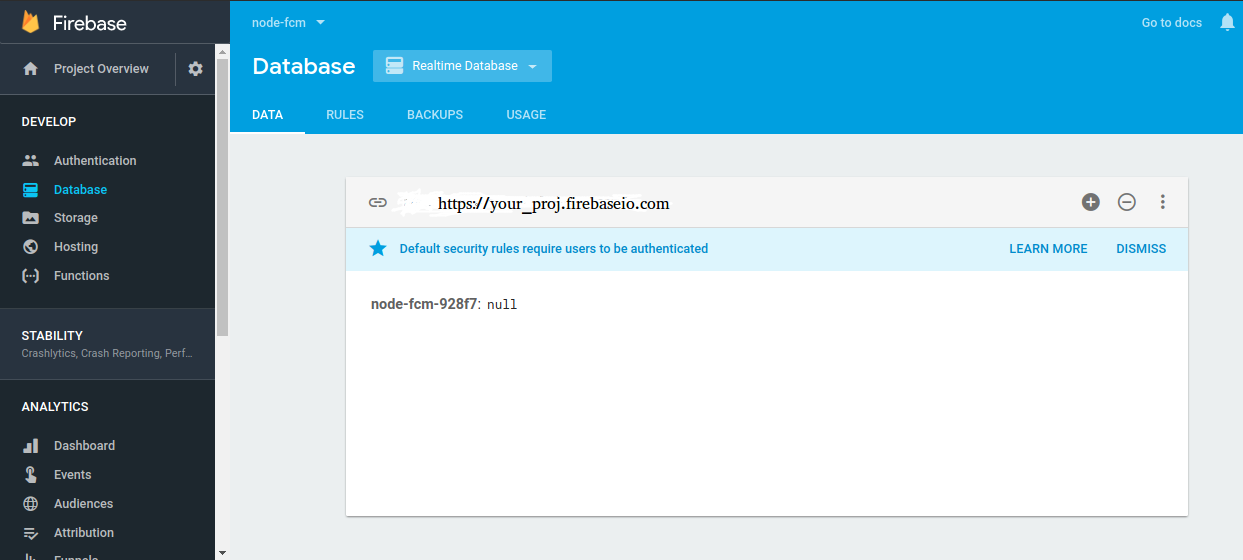 Firebase
node-fcm
Go to docs
Project Overview
Database
Realtime Database
DATA
RULES
BACKUPS
USAGE
DEVELOP
Authentication
Database
Storage
Hosting
Functions
https://your_proj.firebaseio.com
Default security rules require users to be authenticated
LEARN MORE
DISMISS
node-fcm-928f7: null
STABILITY
Crashlytics, Crash Reporting, Perf...
ANALYTICS
Dashboard
Events
Audiences
Attribution
Funnels